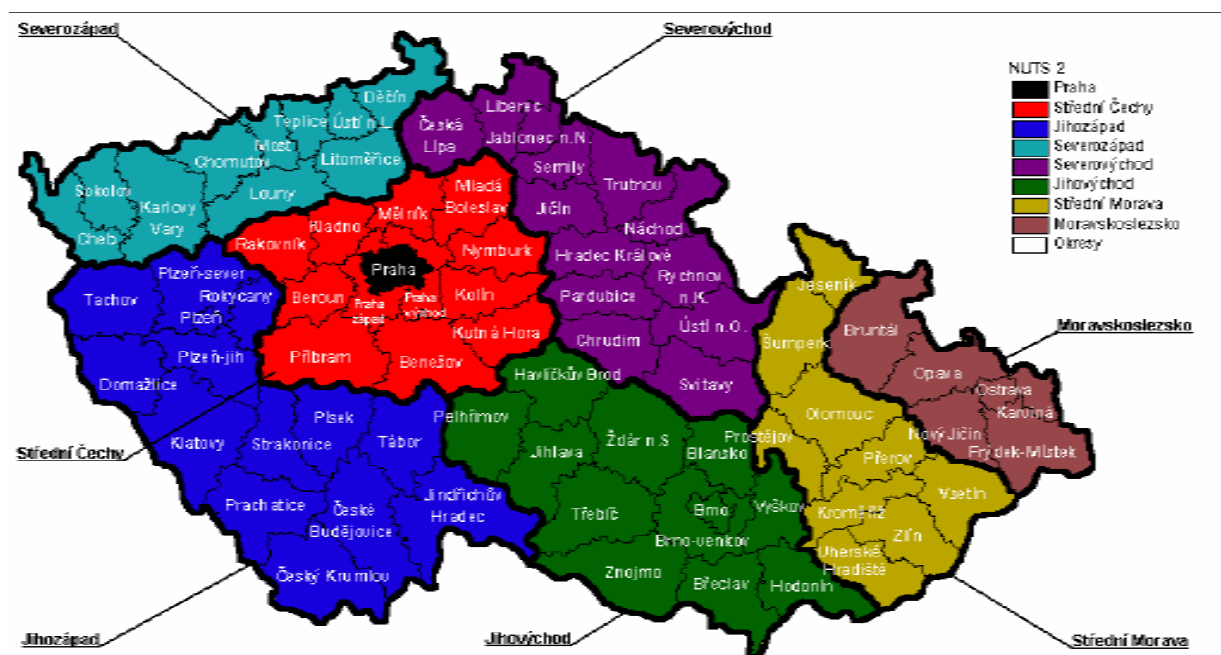 Severozápad
Severovýchod
NUTS 2
Praha
Střední Čechy
Jihozápad
Severozápad
Severovýchod
Jihovýchod
Střední Morava
Moravskoslezsko
Okresy
Děčín
Teplice
Ústí n.L.
Most
Chomutov
Litoměřice
Louny
Sokolov
Karlovy
Vary
Cheb
Liberec
Česká
Lípa
Jablonec n.N.
Semily
Trutnov
Jičín
Náchod
Hradec Králové
Rychnov
n.K.
Pardubice
Ústí n.O.
Chrudim
Svitavy
Mladá
Boleslav
Mělník
Kladno
Rakovník
Nymburk
Praha
Beroun
Praha
západ
Praha
východ
Kolín
Kutná Hora
Příbram
Benešov
Plzeň-sever
Tachov
Rokycany
Plzeň
Plzeň-jih
Domažlice
Klatovy
Písek
Strakonice
Tábor
Prachatice
České
Budějovice
Jindřichův
Hradec
Český Krumlov
Havlíčkův Brod
Pelhřimov
Jihlava
Ždár n.S
Blansko
Třebíč
Brno
Vyškov
Brno-venkov
Znojmo
Břeclav
Hodonín
Jeseník
Šumperk
Olomouc
Prostějov
Přerov
Kroměříž
Vsetín
Zlín
Uherské
Hradiště
Bruntál
Opava
Ostrava
Karviná
Nový Jičín
Frýdek-Místek
Moravskoslezsko
Střední Čechy
Jihozápad
Jihovýchod
Střední Morava